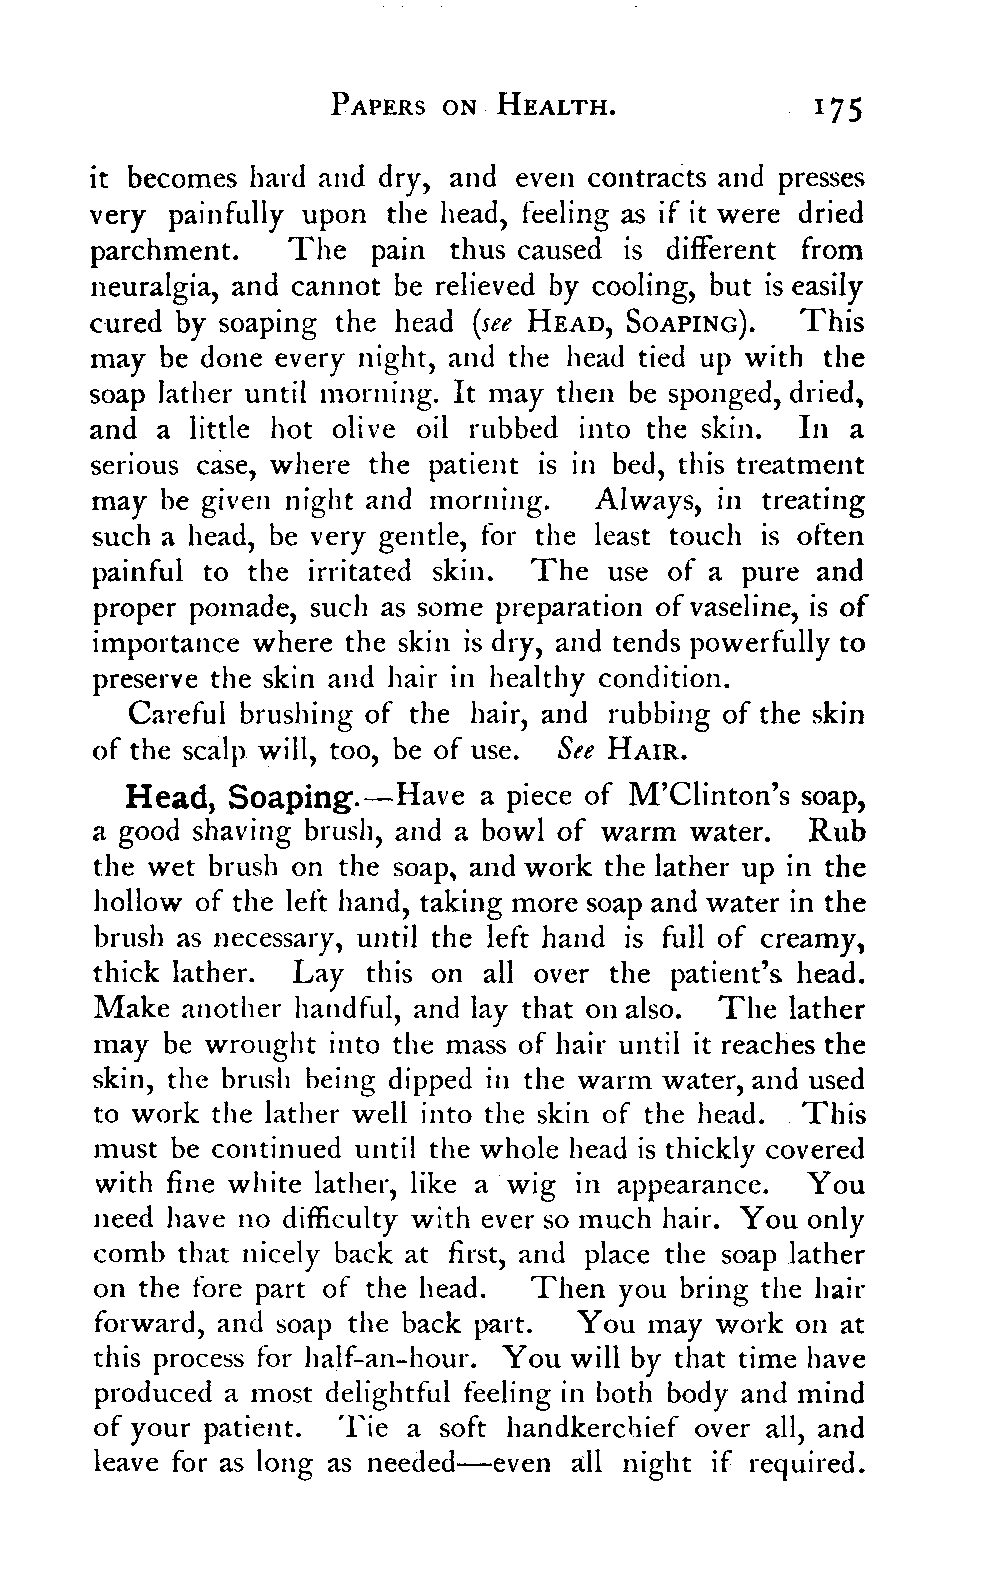 PAPERS ON HEALTH. 175
it becomes hard and dry, and even contracts and presses
very painfully upon the head, feeling as if it were dried
parchment. The pain thus caused is different from
neuralgia, and cannot be relieved by cooling, but is easily
cured by soaping the head (see HEAD, SOAPING). This
may be done every night, and the head tied up with the
soap lather until morning. It may then be sponged, dried,
and a little hot olive oil rubbed into the skin. In a
serious case, where the patient is in bed, this treatment
may be given night and morning. Always, in treating
such a head, be very gentle, for the least touch is often
painful to the irritated skin. The use of a pure and
proper pomade, such as some preparation of vaseline, is of
importance where the skin is dry, and tends powerfully to
preserve the skin and hair in healthy condition.
Careful brushing of the hair, and rubbing of the skin
of the scalp will, too, be of use. See HAIR.
Head, Soaping.—Have a piece of M'Clinton's soap,
a good shaving brush, and a bowl of warm water. Rub
the wet brush on the soap, and work the lather up in the
hollow of the left hand, taking more soap and water in the
brush as necessary, until the left hand is full of creamy,
thick lather. Lay this on all over the patient's head.
Make another handful, and lay that on also. The lather
may be wrought into the mass of hair until it reaches the
skin, the brush being dipped in the warm water, and used
to work the lather well into the skin of the head. This
must be continued until the whole head is thickly covered
with fine white lather, like a wig in appearance. You
need have no difficulty with ever so much hair. You only
comb that nicely back at first, and place the soap lather
on the fore part of the head. Then you bring the hair
forward, and soap the back part. You may work on at
this process for half-an-hour. You will by that time have
produced a most delightful feeling in both body and mind
of your patient. Tie a soft handkerchief over all, and
leave for as long as needed—even all night if required.